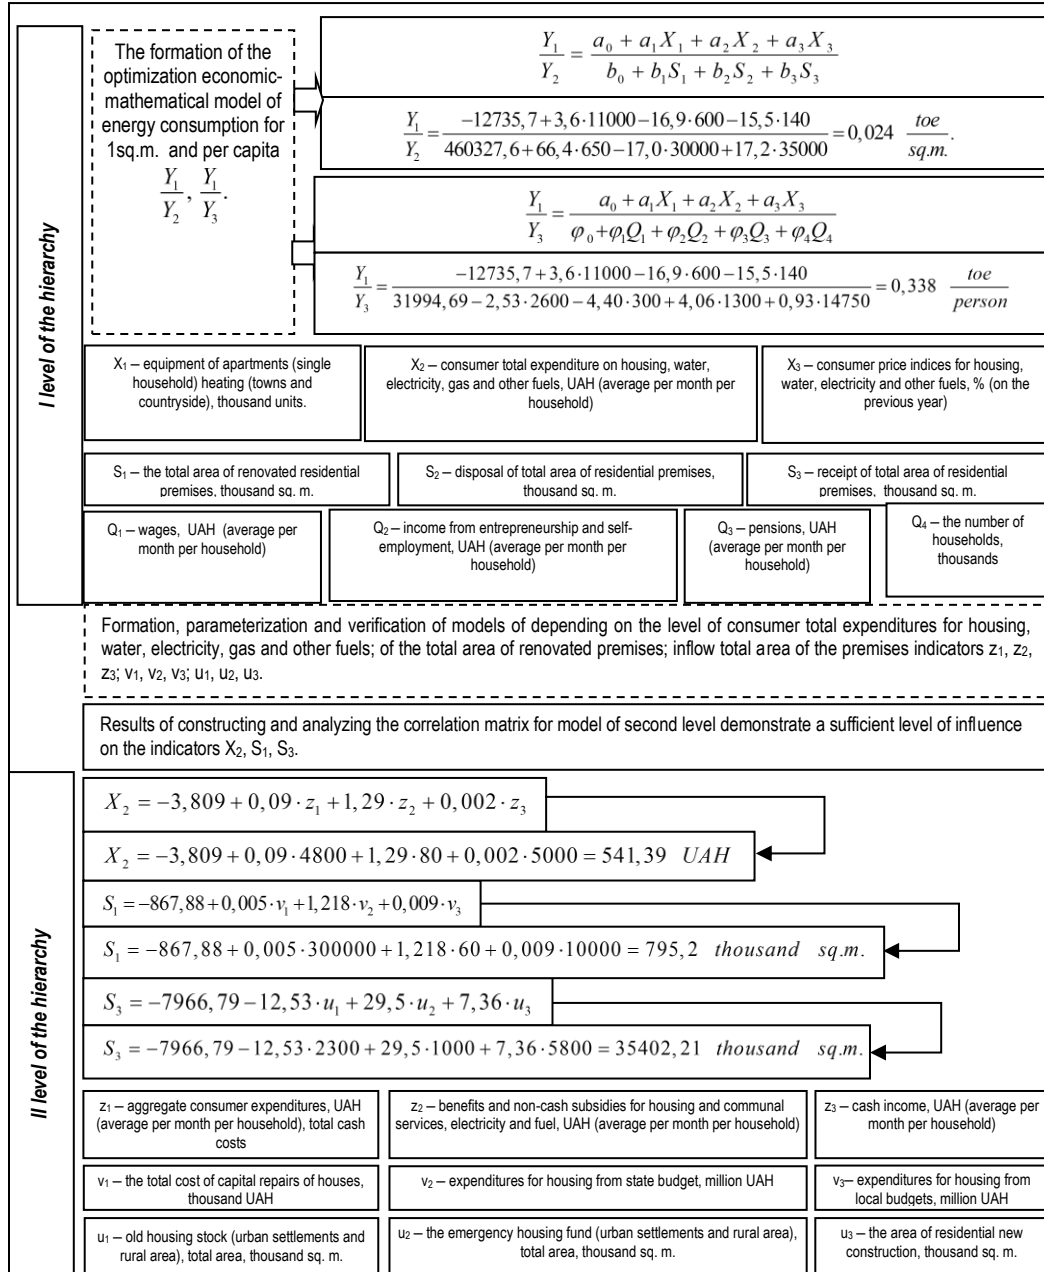 I level of the hierarchy
The formation of the
optimization economic-
mathematical model of
energy consumption for
1sq.m. and per capita
Y₁/Y₂, Y₁/Y₃.
Y₁/Y₂ = (a₀ + a₁X₁ + a₂X₂ + a₃X₃)/(b₀ + b₁S₁ + b₂S₂ + b₃S₃)
Y₁/Y₂ = (−12735,7 + 3,6·11000 − 16,9·600 − 15,5·140)/(460327,6 + 66,4·650 − 17,0·30000 + 17,2·35000) = 0,024 toe/sq.m.
Y₁/Y₃ = (a₀ + a₁X₁ + a₂X₂ + a₃X₃)/(φ₀ + φ₁Q₁ + φ₂Q₂ + φ₃Q₃ + φ₄Q₄)
Y₁/Y₃ = (−12735,7 + 3,6·11000 − 16,9·600 − 15,5·140)/(31994,69 − 2,53·2600 − 4,40·300 + 4,06·1300 + 0,93·14750) = 0,338 toe/person
X₁ – equipment of apartments (single
household) heating (towns and
countryside), thousand units.
X₂ – consumer total expenditure on housing, water,
electricity, gas and other fuels, UAH (average per month per
household)
X₃ – consumer price indices for housing,
water, electricity and other fuels, % (on the
previous year)
S₁ – the total area of renovated residential
premises, thousand sq. m.
S₂ – disposal of total area of residential premises,
thousand sq. m.
S₃ – receipt of total area of residential
premises, thousand sq. m.
Q₁ – wages, UAH (average per
month per household)
Q₂ – income from entrepreneurship and self-
employment, UAH (average per month per
household)
Q₃ – pensions, UAH
(average per month per
household)
Q₄ – the number of
households,
thousands
Formation, parameterization and verification of models of depending on the level of consumer total expenditures for housing,
water, electricity, gas and other fuels; of the total area of renovated premises; inflow total area of the premises indicators z₁, z₂,
z₃; v₁, v₂, v₃; u₁, u₂, u₃.
Results of constructing and analyzing the correlation matrix for model of second level demonstrate a sufficient level of influence
on the indicators X₂, S₁, S₃.
II level of the hierarchy
X₂ = −3,809 + 0,09·z₁ + 1,29·z₂ + 0,002·z₃
X₂ = −3,809 + 0,09·4800 + 1,29·80 + 0,002·5000 = 541,39 UAH
S₁ = −867,88 + 0,005·v₁ + 1,218·v₂ + 0,009·v₃
S₁ = −867,88 + 0,005·300000 + 1,218·60 + 0,009·10000 = 795,2 thousand sq.m.
S₃ = −7966,79 − 12,53·u₁ + 29,5·u₂ + 7,36·u₃
S₃ = −7966,79 − 12,53·2300 + 29,5·1000 + 7,36·5800 = 35402,21 thousand sq.m.
z₁ – aggregate consumer expenditures, UAH
(average per month per household), total cash
costs
z₂ – benefits and non-cash subsidies for housing and communal
services, electricity and fuel, UAH (average per month per household)
z₃ – cash income, UAH (average per
month per household)
v₁ – the total cost of capital repairs of houses,
thousand UAH
v₂ – expenditures for housing from state budget, million UAH
v₃– expenditures for housing from
local budgets, million UAH
u₁ – old housing stock (urban settlements and
rural area), total area, thousand sq. m.
u₂ – the emergency housing fund (urban settlements and rural area),
total area, thousand sq. m.
u₃ – the area of residential new
construction, thousand sq. m.